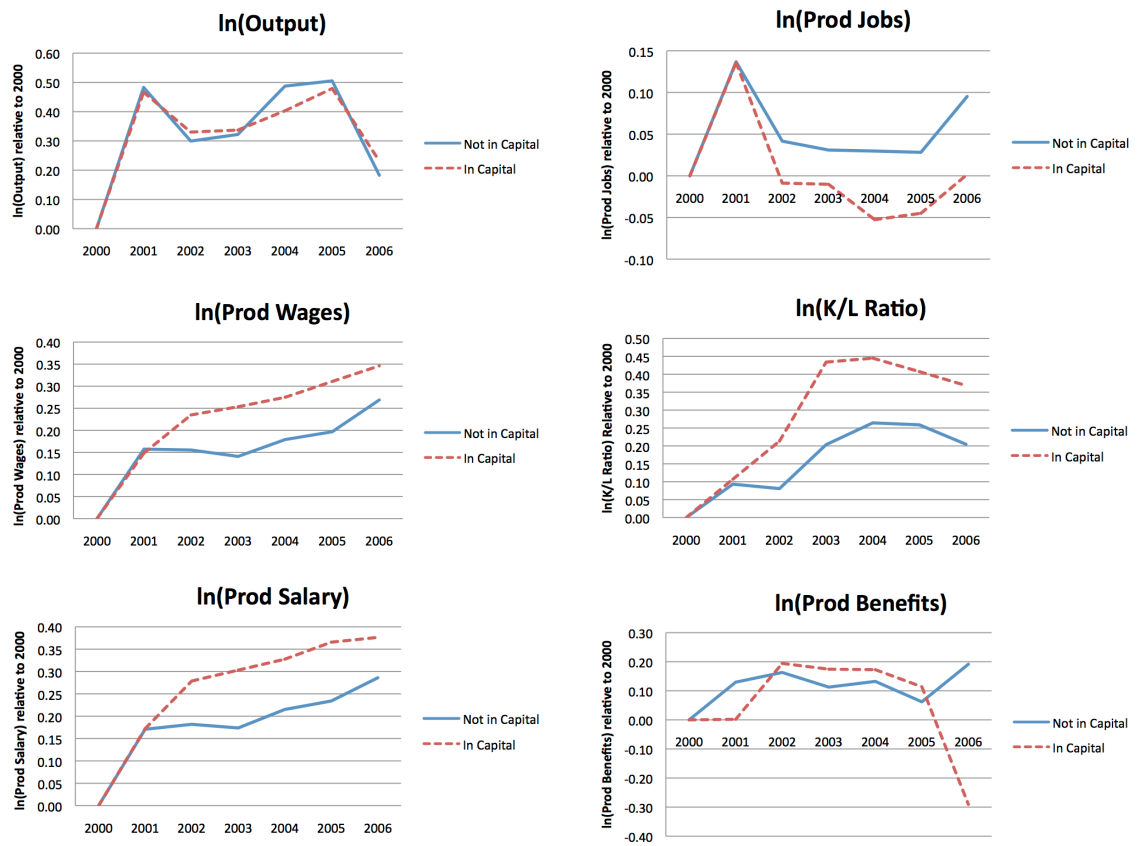 ln(Output)
ln(Output) relative to 2000
0.60
0.50
0.40
0.30
0.20
0.10
0.00
2000 2001 2002 2003 2004 2005 2006
Not in Capital
In Capital
ln(Prod Jobs)
ln(Prod Jobs) relative to 2000
0.15
0.10
0.05
0.00
-0.05
-0.10
2000 2001 2002 2003 2004 2005 2006
Not in Capital
In Capital
ln(Prod Wages)
ln(Prod Wages) relative to 2000
0.40
0.35
0.30
0.25
0.20
0.15
0.10
0.05
0.00
2000 2001 2002 2003 2004 2005 2006
Not in Capital
In Capital
ln(K/L Ratio)
ln(K/L Ratio) Relative to 2000
0.50
0.45
0.40
0.35
0.30
0.25
0.20
0.15
0.10
0.05
0.00
2000 2001 2002 2003 2004 2005 2006
Not in Capital
In Capital
ln(Prod Salary)
ln(Prod Salary) relative to 2000
0.40
0.35
0.30
0.25
0.20
0.15
0.10
0.05
0.00
2000 2001 2002 2003 2004 2005 2006
Not in Capital
In Capital
ln(Prod Benefits)
ln(Prod Benefits) relative to 2000
0.30
0.20
0.10
0.00
-0.10
-0.20
-0.30
-0.40
2000 2001 2002 2003 2004 2005 2006
Not in Capital
In Capital